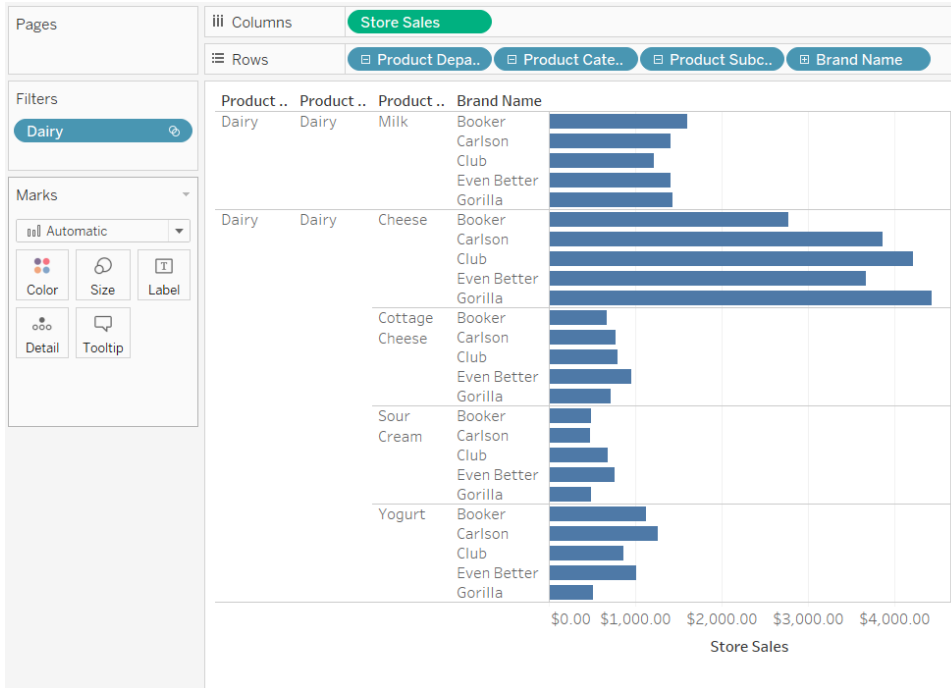 Pages
Columns Store Sales
Rows Product Depa.. Product Cate.. Product Subc.. Brand Name
Filters
Dairy
Marks
Automatic
Color Size Label
Detail Tooltip
Product .. Product .. Product .. Brand Name
Dairy Dairy Milk Booker
Carlson
Club
Even Better
Gorilla
Dairy Dairy Cheese Booker
Carlson
Club
Even Better
Gorilla
Cottage Booker
Cheese Carlson
Club
Even Better
Gorilla
Sour Booker
Cream Carlson
Club
Even Better
Gorilla
Yogurt Booker
Carlson
Club
Even Better
Gorilla
$0.00 $1,000.00 $2,000.00 $3,000.00 $4,000.00
Store Sales